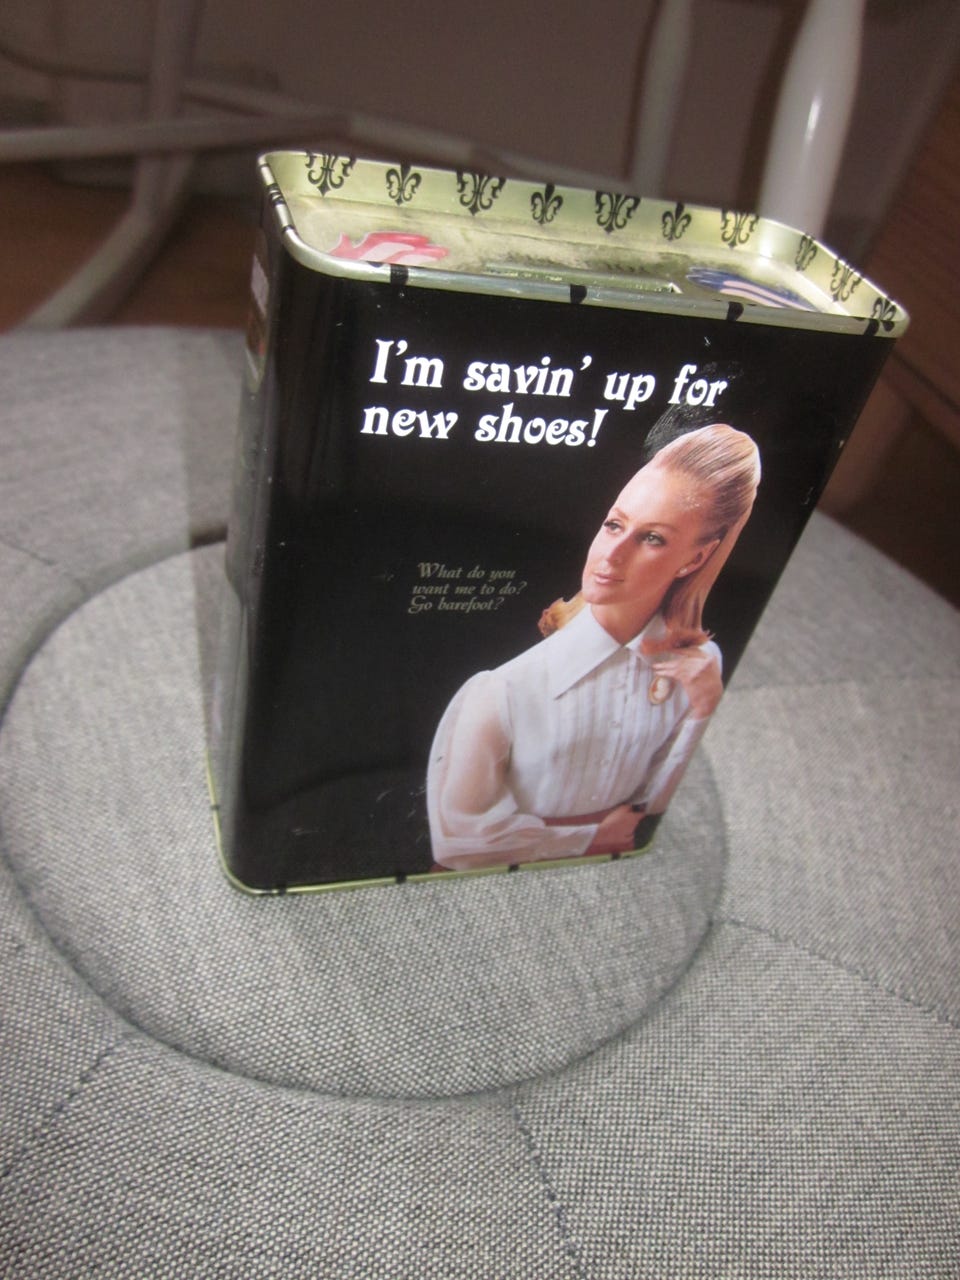 I'm savin' up for
new shoes!
What do you
want me to do?
Go barefoot?